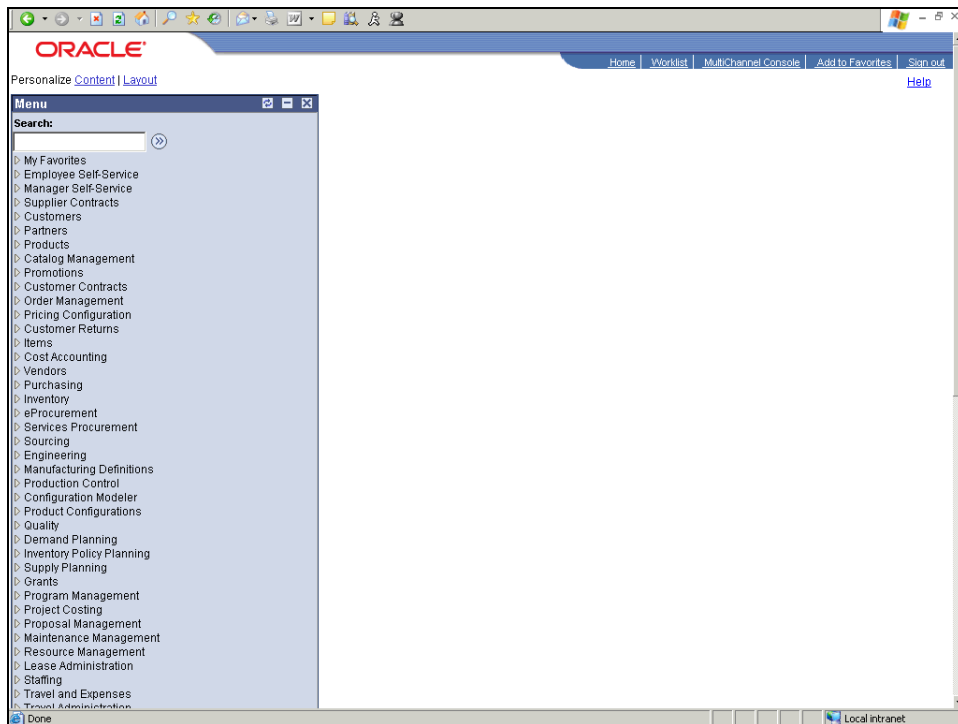 ORACLE
Home | Worklist | MultiChannel Console | Add to Favorites | Sign out
Personalize Content | Layout
Help
Menu
Search:
My Favorites
Employee Self-Service
Manager Self-Service
Supplier Contracts
Customers
Partners
Products
Catalog Management
Promotions
Customer Contracts
Order Management
Pricing Configuration
Customer Returns
Items
Cost Accounting
Vendors
Purchasing
Inventory
eProcurement
Services Procurement
Sourcing
Engineering
Manufacturing Definitions
Production Control
Configuration Modeler
Product Configurations
Quality
Demand Planning
Inventory Policy Planning
Supply Planning
Grants
Program Management
Project Costing
Proposal Management
Maintenance Management
Resource Management
Lease Administration
Staffing
Travel and Expenses
Travel Administration
Done
Local intranet